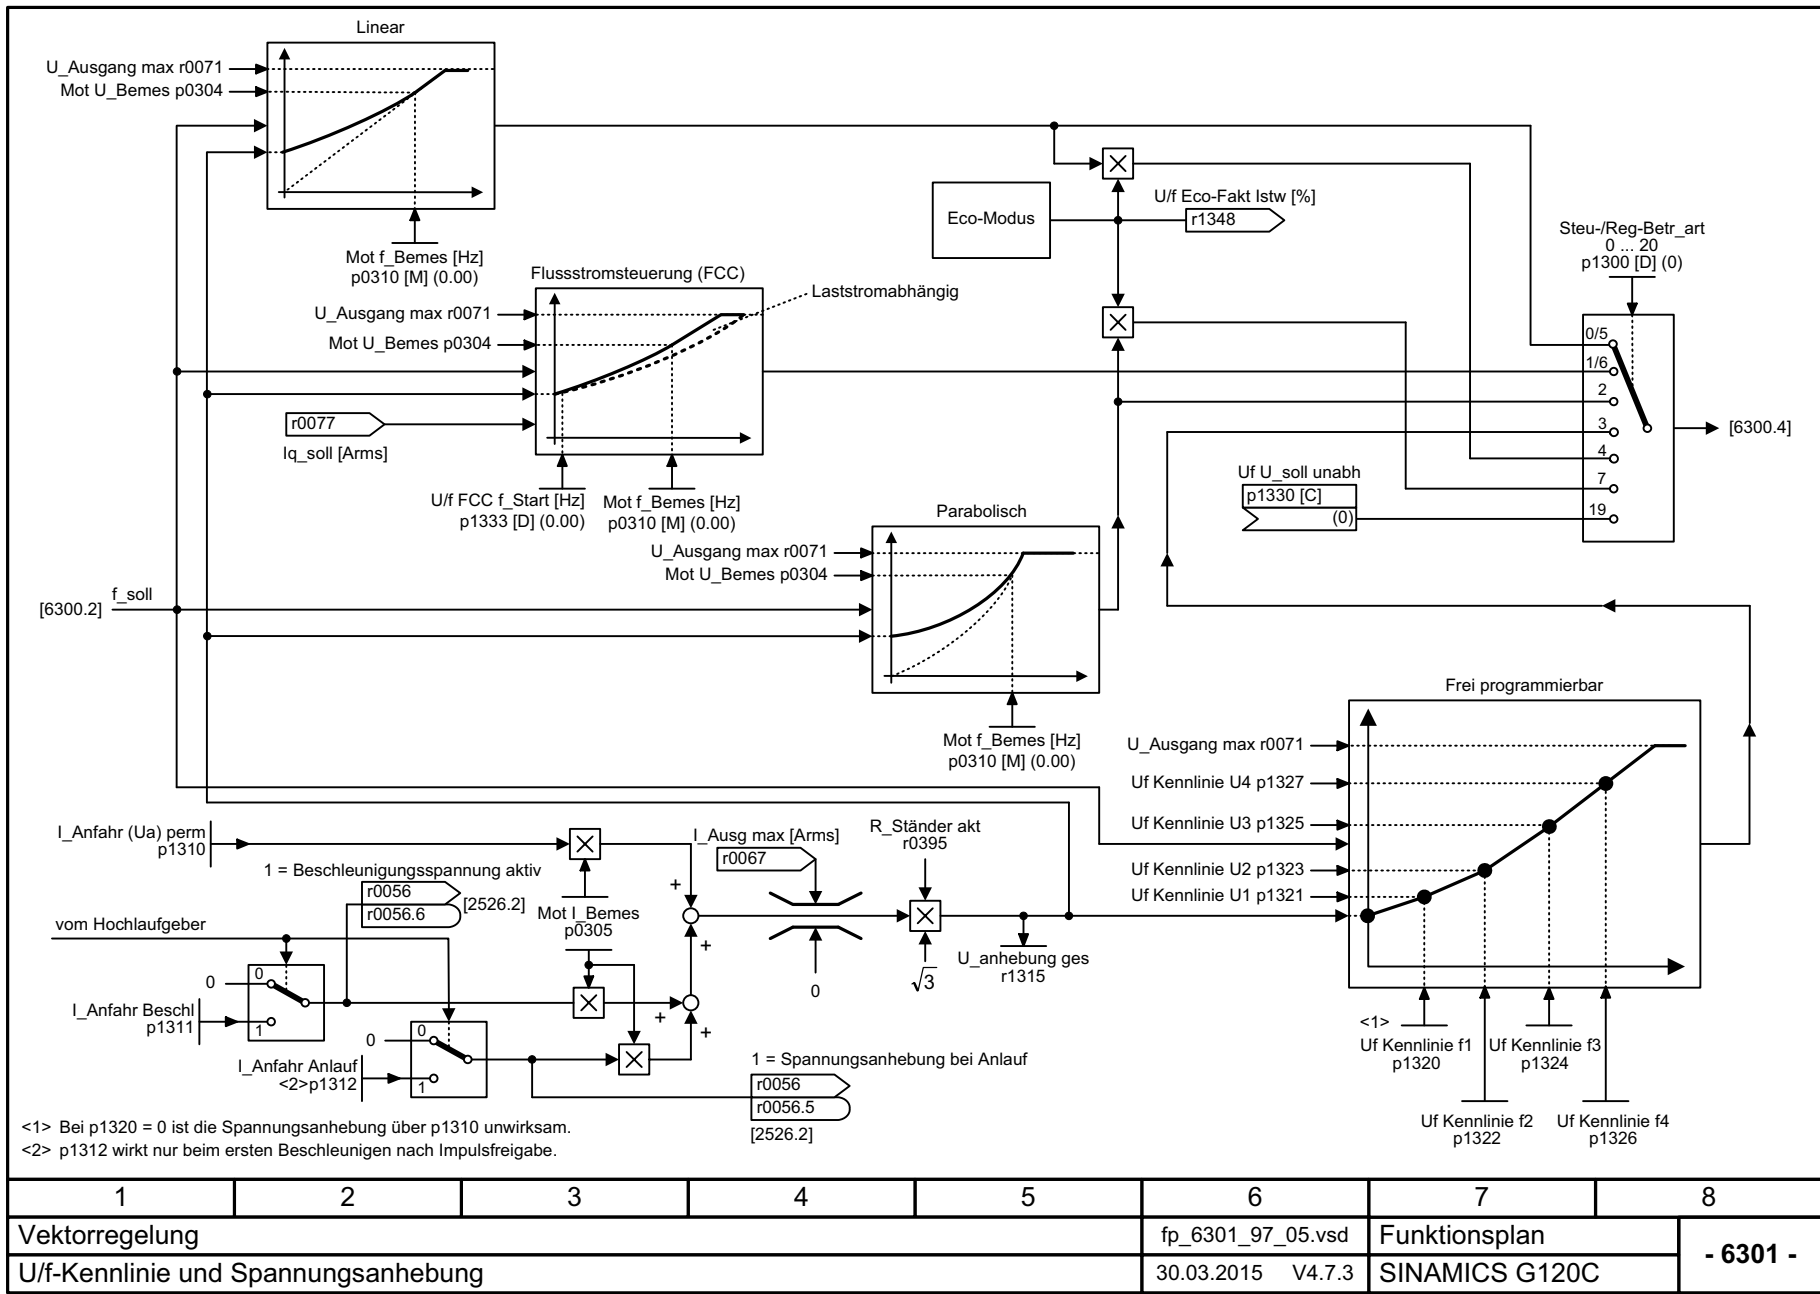 Linear
U_Ausgang max r0071
Mot U_Bemes p0304
Mot f_Bemes [Hz]
p0310 [M] (0.00)
Flussstromsteuerung (FCC)
Laststromabhängig
U_Ausgang max r0071
Mot U_Bemes p0304
r0077
Iq_soll [Arms]
U/f FCC f_Start [Hz]
p1333 [D] (0.00)
Mot f_Bemes [Hz]
p0310 [M] (0.00)
Eco-Modus
U/f Eco-Fakt Istw [%]
r1348
Steu-/Reg-Betr_art
0 ... 20
p1300 [D] (0)
0/5
1/6
2
3
4
7
19
[6300.4]
Uf U_soll unabh
p1330 [C]
(0)
Parabolisch
U_Ausgang max r0071
Mot U_Bemes p0304
[6300.2]
f_soll
Mot f_Bemes [Hz]
p0310 [M] (0.00)
Frei programmierbar
U_Ausgang max r0071
Uf Kennlinie U4 p1327
Uf Kennlinie U3 p1325
Uf Kennlinie U2 p1323
Uf Kennlinie U1 p1321
<1>
Uf Kennlinie f1
p1320
Uf Kennlinie f3
p1324
Uf Kennlinie f2
p1322
Uf Kennlinie f4
p1326
I_Anfahr (Ua) perm
p1310
1 = Beschleunigungsspannung aktiv
r0056
r0056.6
[2526.2]
Mot I_Bemes
p0305
I_Ausg max [Arms]
r0067
0
R_Ständer akt
r0395
√3
U_anhebung ges
r1315
+
+
+
+
vom Hochlaufgeber
0
0
1
I_Anfahr Beschl
p1311
0
0
1
I_Anfahr Anlauf
<2>p1312
1 = Spannungsanhebung bei Anlauf
r0056
r0056.5
[2526.2]
<1> Bei p1320 = 0 ist die Spannungsanhebung über p1310 unwirksam.
<2> p1312 wirkt nur beim ersten Beschleunigen nach Impulsfreigabe.
1 2 3 4 5 6 7 8
Vektorregelung
fp_6301_97_05.vsd
Funktionsplan
- 6301 -
U/f-Kennlinie und Spannungsanhebung
30.03.2015 V4.7.3
SINAMICS G120C